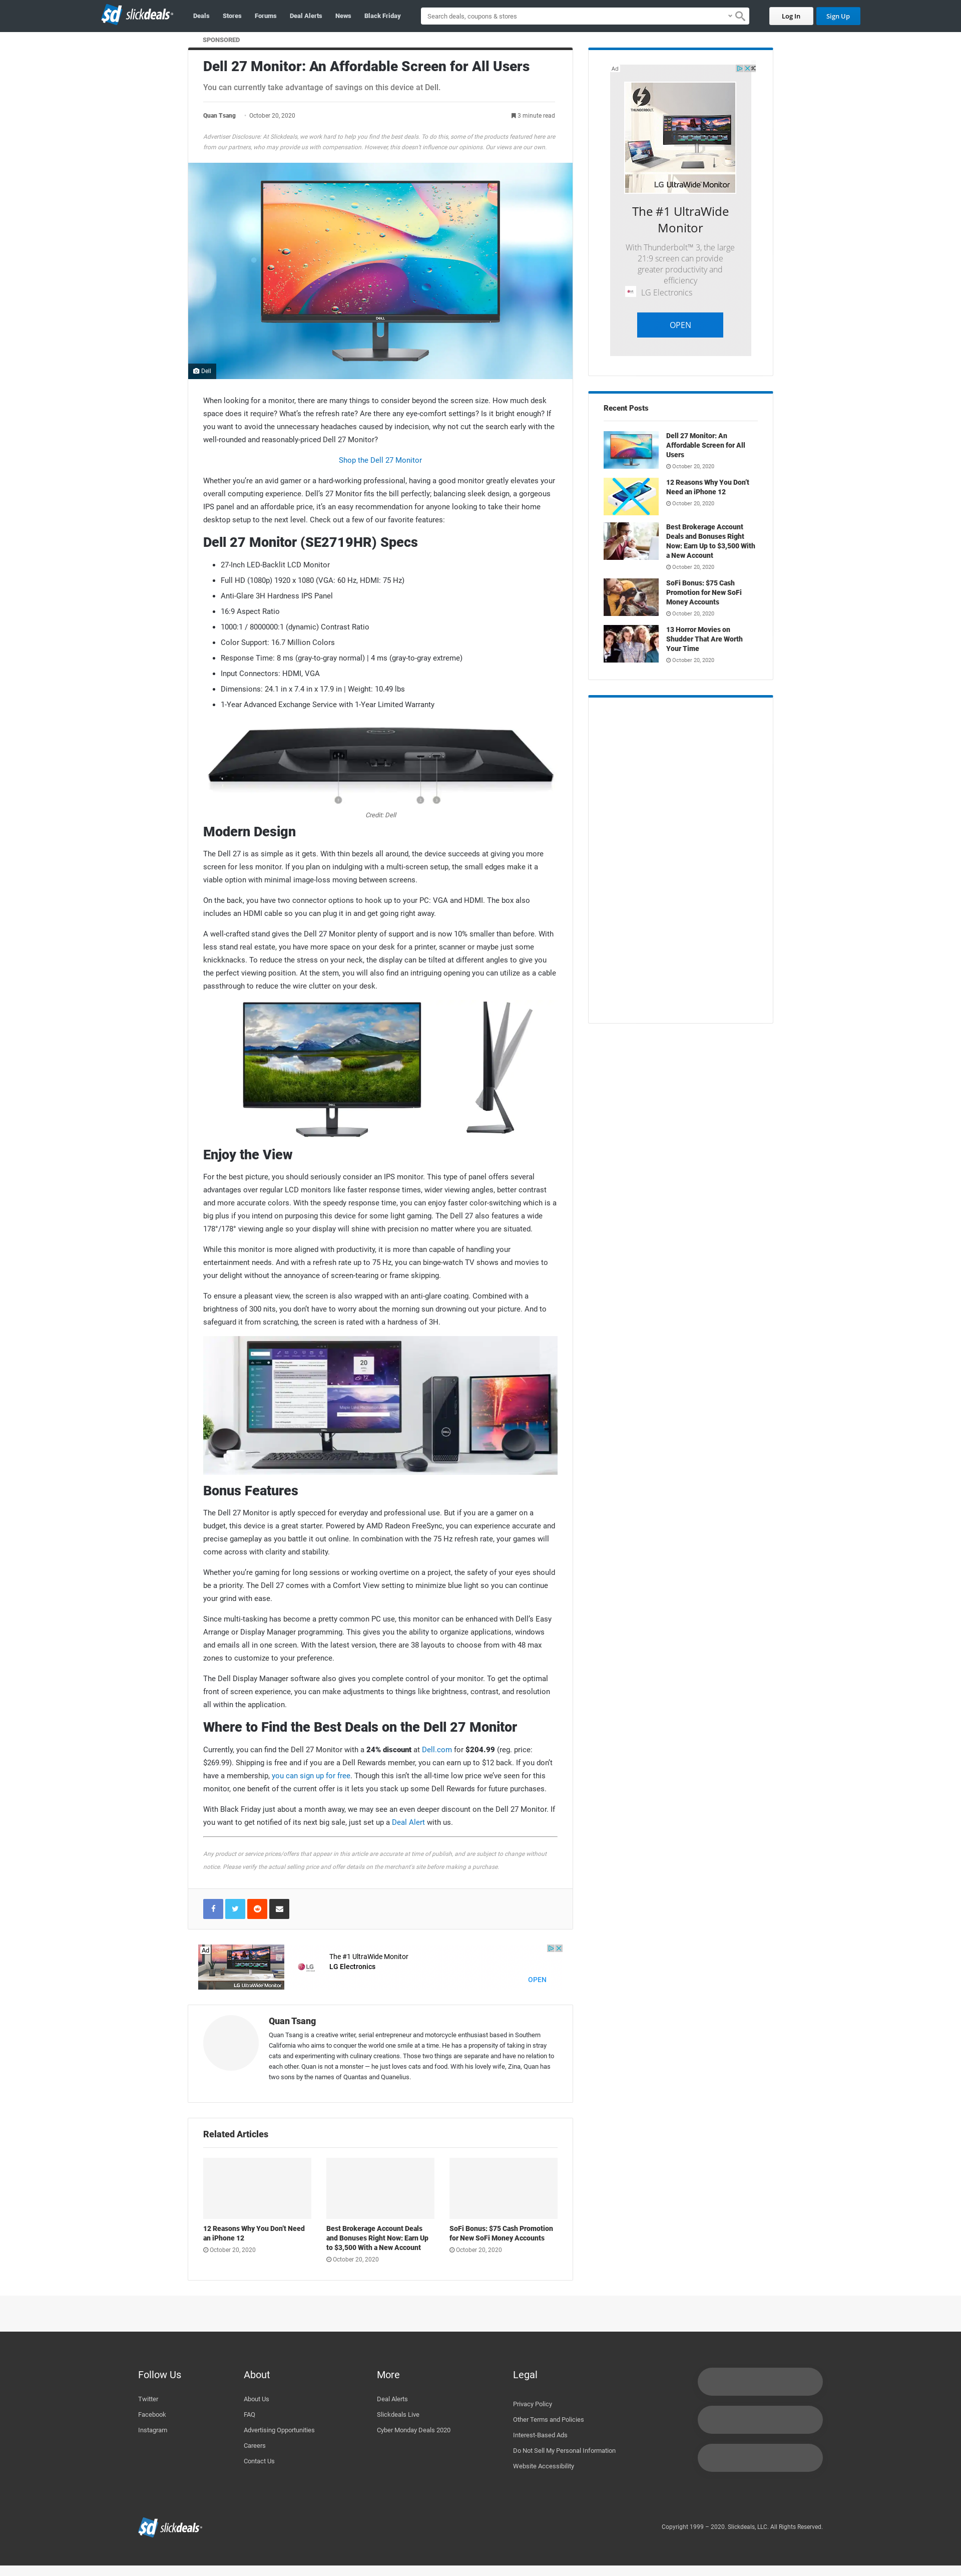 slickdeals
Deals Stores Forums Deal Alerts News Black Friday
Search deals, coupons & stores
Log In Sign Up
SPONSORED
Dell 27 Monitor: An Affordable Screen for All Users
You can currently take advantage of savings on this device at Dell.
Quan Tsang · October 20, 2020
3 minute read
Advertiser Disclosure: At Slickdeals, we work hard to help you find the best deals. To do this, some of the products featured here are
from our partners, who may provide us with compensation. However, this doesn't influence our opinions. Our views are our own.
DELL
Dell
When looking for a monitor, there are many things to consider beyond the screen size. How much desk
space does it require? What's the refresh rate? Are there any eye-comfort settings? Is it bright enough? If
you want to avoid the unnecessary headaches caused by indecision, why not cut the search early with the
well-rounded and reasonably-priced Dell 27 Monitor?
Shop the Dell 27 Monitor
Whether you're an avid gamer or a hard-working professional, having a good monitor greatly elevates your
overall computing experience. Dell's 27 Monitor fits the bill perfectly; balancing sleek design, a gorgeous
IPS panel and an affordable price, it's an easy recommendation for anyone looking to take their home
desktop setup to the next level. Check out a few of our favorite features:
Dell 27 Monitor (SE2719HR) Specs
27-Inch LED-Backlit LCD Monitor
Full HD (1080p) 1920 x 1080 (VGA: 60 Hz, HDMI: 75 Hz)
Anti-Glare 3H Hardness IPS Panel
16:9 Aspect Ratio
1000:1 / 8000000:1 (dynamic) Contrast Ratio
Color Support: 16.7 Million Colors
Response Time: 8 ms (gray-to-gray normal) | 4 ms (gray-to-gray extreme)
Input Connectors: HDMI, VGA
Dimensions: 24.1 in x 7.4 in x 17.9 in | Weight: 10.49 lbs
1-Year Advanced Exchange Service with 1-Year Limited Warranty
Credit: Dell
Modern Design
The Dell 27 is as simple as it gets. With thin bezels all around, the device succeeds at giving you more
screen for less monitor. If you plan on indulging with a multi-screen setup, the small edges make it a
viable option with minimal image-loss moving between screens.
On the back, you have two connector options to hook up to your PC: VGA and HDMI. The box also
includes an HDMI cable so you can plug it in and get going right away.
A well-crafted stand gives the Dell 27 Monitor plenty of support and is now 10% smaller than before. With
less stand real estate, you have more space on your desk for a printer, scanner or maybe just some
knickknacks. To reduce the stress on your neck, the display can be tilted at different angles to give you
the perfect viewing position. At the stem, you will also find an intriguing opening you can utilize as a cable
passthrough to reduce the wire clutter on your desk.
Enjoy the View
For the best picture, you should seriously consider an IPS monitor. This type of panel offers several
advantages over regular LCD monitors like faster response times, wider viewing angles, better contrast
and more accurate colors. With the speedy response time, you can enjoy faster color-switching which is a
big plus if you intend on purposing this device for some light gaming. The Dell 27 also features a wide
178°/178° viewing angle so your display will shine with precision no matter where you are situated.
While this monitor is more aligned with productivity, it is more than capable of handling your
entertainment needs. And with a refresh rate up to 75 Hz, you can binge-watch TV shows and movies to
your delight without the annoyance of screen-tearing or frame skipping.
To ensure a pleasant view, the screen is also wrapped with an anti-glare coating. Combined with a
brightness of 300 nits, you don't have to worry about the morning sun drowning out your picture. And to
safeguard it from scratching, the screen is rated with a hardness of 3H.
20
Bonus Features
The Dell 27 Monitor is aptly specced for everyday and professional use. But if you are a gamer on a
budget, this device is a great starter. Powered by AMD Radeon FreeSync, you can experience accurate and
precise gameplay as you battle it out online. In combination with the 75 Hz refresh rate, your games will
come across with clarity and stability.
Whether you're gaming for long sessions or working overtime on a project, the safety of your eyes should
be a priority. The Dell 27 comes with a Comfort View setting to minimize blue light so you can continue
your grind with ease.
Since multi-tasking has become a pretty common PC use, this monitor can be enhanced with Dell's Easy
Arrange or Display Manager programming. This gives you the ability to organize applications, windows
and emails all in one screen. With the latest version, there are 38 layouts to choose from with 48 max
zones to customize to your preference.
The Dell Display Manager software also gives you complete control of your monitor. To get the optimal
front of screen experience, you can make adjustments to things like brightness, contrast, and resolution
all within the application.
Where to Find the Best Deals on the Dell 27 Monitor
Currently, you can find the Dell 27 Monitor with a 24% discount at Dell.com for $204.99 (reg. price:
$269.99). Shipping is free and if you are a Dell Rewards member, you can earn up to $12 back. If you don't
have a membership, you can sign up for free. Though this isn't the all-time low price we've seen for this
monitor, one benefit of the current offer is it lets you stack up some Dell Rewards for future purchases.
With Black Friday just about a month away, we may see an even deeper discount on the Dell 27 Monitor. If
you want to get notified of its next big sale, just set up a Deal Alert with us.
Any product or service prices/offers that appear in this article are accurate at time of publish, and are subject to change without
notice. Please verify the actual selling price and offer details on the merchant's site before making a purchase.
Ad
LG UltraWide Monitor
LG
The #1 UltraWide Monitor
LG Electronics
OPEN
Quan Tsang
Quan Tsang is a creative writer, serial entrepreneur and motorcycle enthusiast based in Southern
California who aims to conquer the world one smile at a time. He has a propensity of taking in stray
cats and experimenting with culinary creations. Those two things are separate and have no relation to
each other. Quan is not a monster — he just loves cats and food. With his lovely wife, Zina, Quan has
two sons by the names of Quantas and Quanelius.
Related Articles
12 Reasons Why You Don't Need
an iPhone 12
October 20, 2020
Best Brokerage Account Deals
and Bonuses Right Now: Earn Up
to $3,500 With a New Account
October 20, 2020
SoFi Bonus: $75 Cash Promotion
for New SoFi Money Accounts
October 20, 2020
Ad
THUNDERBOLT
LG UltraWide Monitor
The #1 UltraWide
Monitor
With Thunderbolt™ 3, the large
21:9 screen can provide
greater productivity and
efficiency
LG Electronics
OPEN
Recent Posts
Dell 27 Monitor: An
Affordable Screen for All
Users
October 20, 2020
12 Reasons Why You Don't
Need an iPhone 12
October 20, 2020
Best Brokerage Account
Deals and Bonuses Right
Now: Earn Up to $3,500 With
a New Account
October 20, 2020
SoFi Bonus: $75 Cash
Promotion for New SoFi
Money Accounts
October 20, 2020
13 Horror Movies on
Shudder That Are Worth
Your Time
October 20, 2020
Follow Us
Twitter
Facebook
Instagram
About
About Us
FAQ
Advertising Opportunities
Careers
Contact Us
More
Deal Alerts
Slickdeals Live
Cyber Monday Deals 2020
Legal
Privacy Policy
Other Terms and Policies
Interest-Based Ads
Do Not Sell My Personal Information
Website Accessibility
slickdeals
Copyright 1999 – 2020. Slickdeals, LLC. All Rights Reserved.